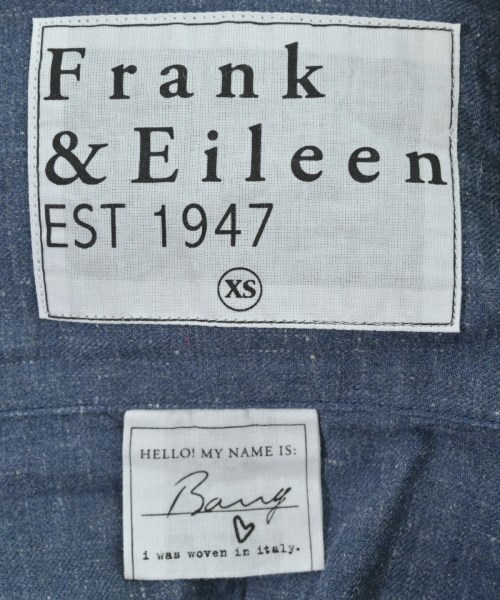 Frank
& Eileen
EST 1947
XS
HELLO! MY NAME IS:
Barry
i was woven in italy.